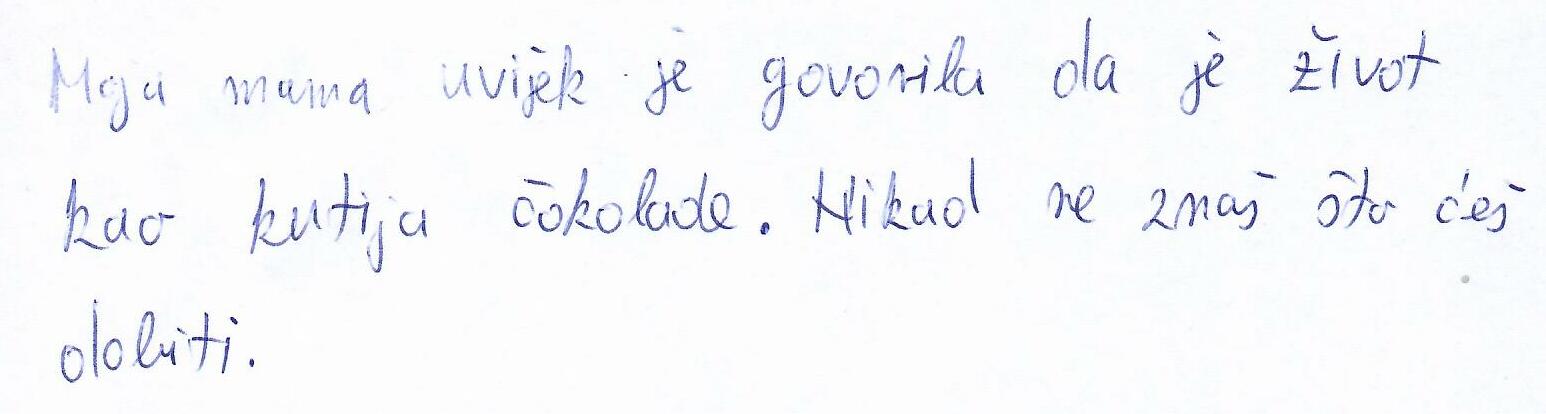 Moja mama uvijek je govorila da je život
kao kutija čokolade. Nikad ne znaš što ćeš
dobiti.